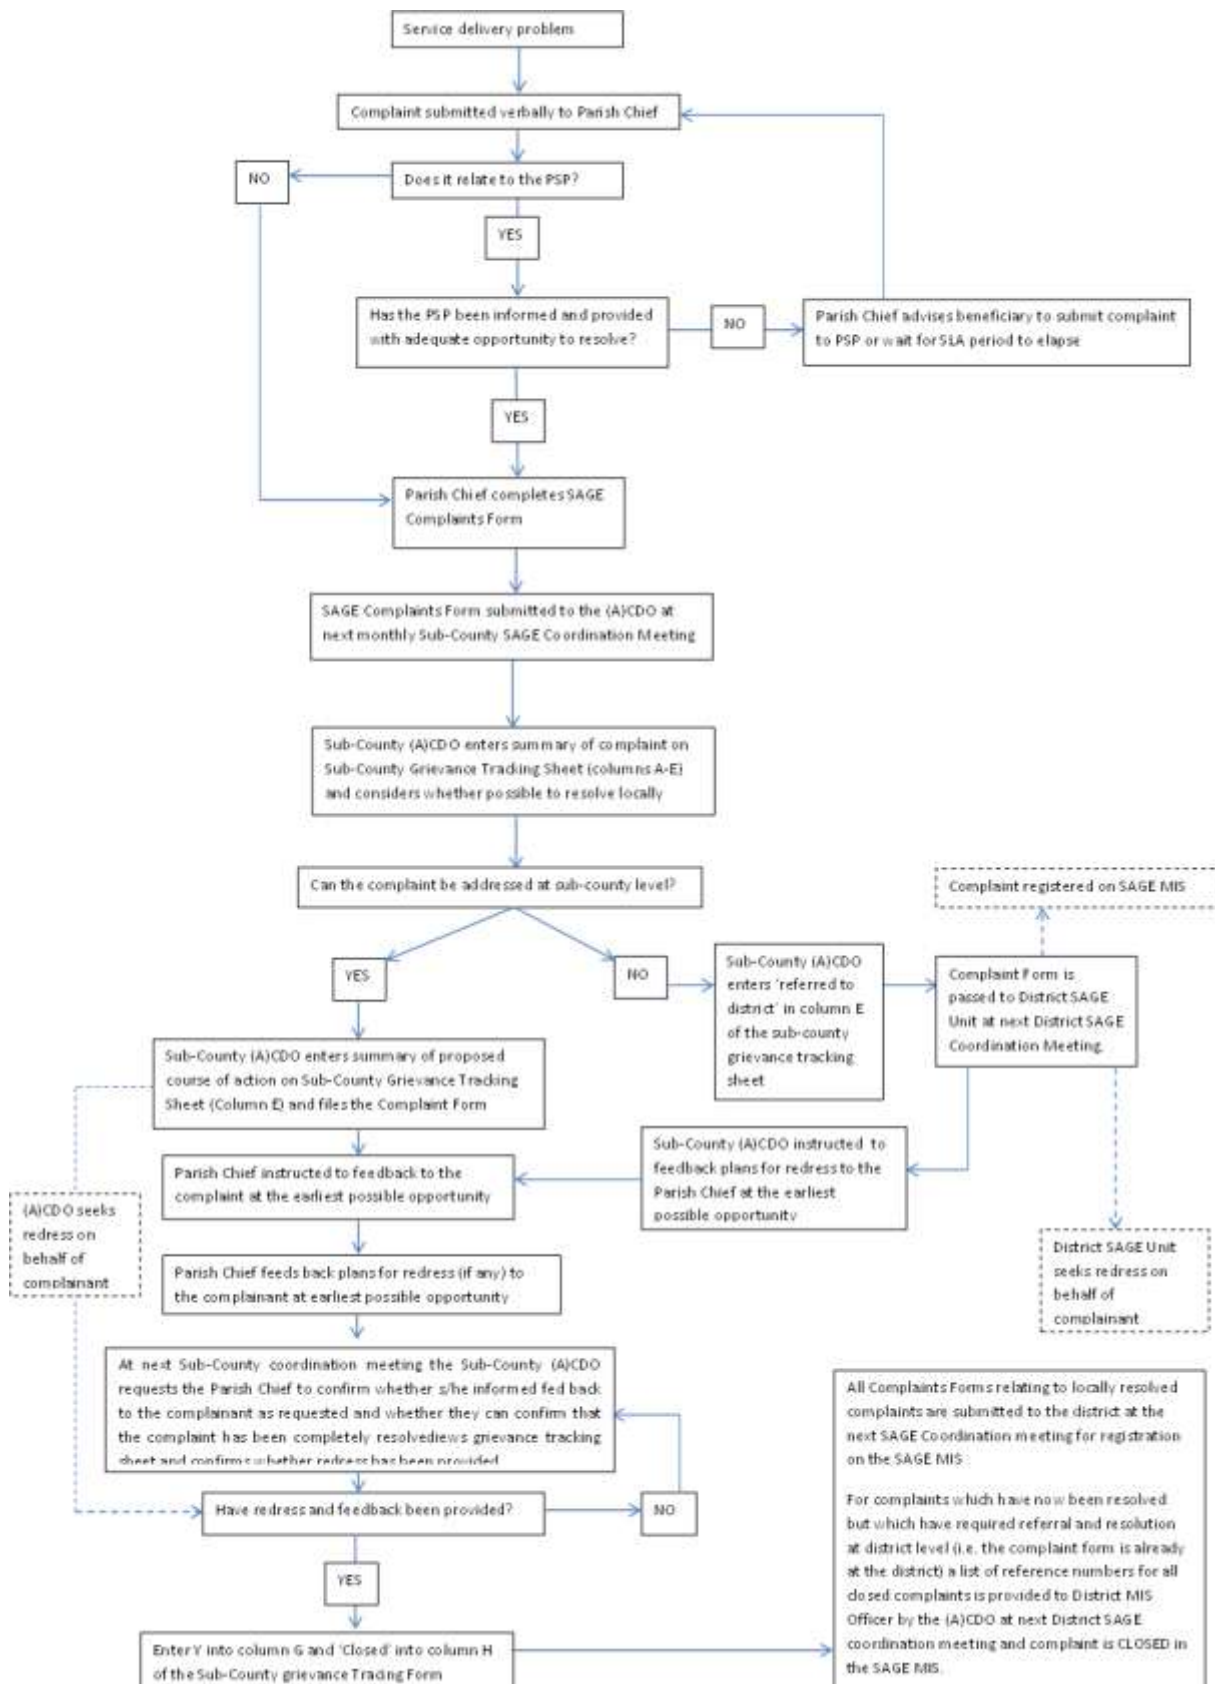 Service delivery problem
Complaint submitted verbally to Parish Chief
NO
Does it relate to the PSP?
YES
Has the PSP been informed and provided
with adequate opportunity to resolve?
NO
Parish Chief advises beneficiary to submit complaint
to PSP or wait for SLA period to elapse
YES
Parish Chief completes SAGE
Complaints Form
SAGE Complaints Form submitted to the (A)CDO at
next monthly Sub-County SAGE Coordination Meeting
Sub-County (A)CDO enters summary of complaint on
Sub-County Grievance Tracking Sheet (columns A-E)
and considers whether possible to resolve locally
Can the complaint be addressed at sub-county level?
Complaint registered on SAGE MIS
YES
NO
Sub-County (A)CDO
enters 'referred to
district' in column E
of the sub-county
grievance tracking
sheet
Complaint Form is
passed to District SAGE
Unit at next District SAGE
Coordination Meeting.
Sub-County (A)CDO enters summary of proposed
course of action on Sub-County Grievance Tracking
Sheet (Column E) and files the Complaint Form
Sub-County (A)CDO instructed to
feedback plans for redress to the
Parish Chief at the earliest
possible opportunity
Parish Chief instructed to feedback to the
complaint at the earliest possible opportunity
(A)CDO seeks
redress on
behalf of
complainant
District SAGE Unit
seeks redress on
behalf of
complainant
Parish Chief feeds back plans for redress (if any) to
the complainant at earliest possible opportunity
At next Sub-County coordination meeting the Sub-County (A)CDO
requests the Parish Chief to confirm whether s/he informed fed back
to the complainant as requested and whether they can confirm that
the complaint has been completely resolvediews grievance tracking
sheet and confirms whether redress has been provided
Have redress and feedback been provided?
NO
YES
Enter Y into column G and 'Closed' into column H
of the Sub-County grievance Tracing Form
All Complaints Forms relating to locally resolved
complaints are submitted to the district at the
next SAGE Coordination meeting for registration
on the SAGE MIS
For complaints which have now been resolved
but which have required referral and resolution
at district level (i.e. the complaint form is already
at the district) a list of reference numbers for all
closed complaints is provided to District MIS
Officer by the (A)CDO at next District SAGE
coordination meeting and complaint is CLOSED in
the SAGE MIS.